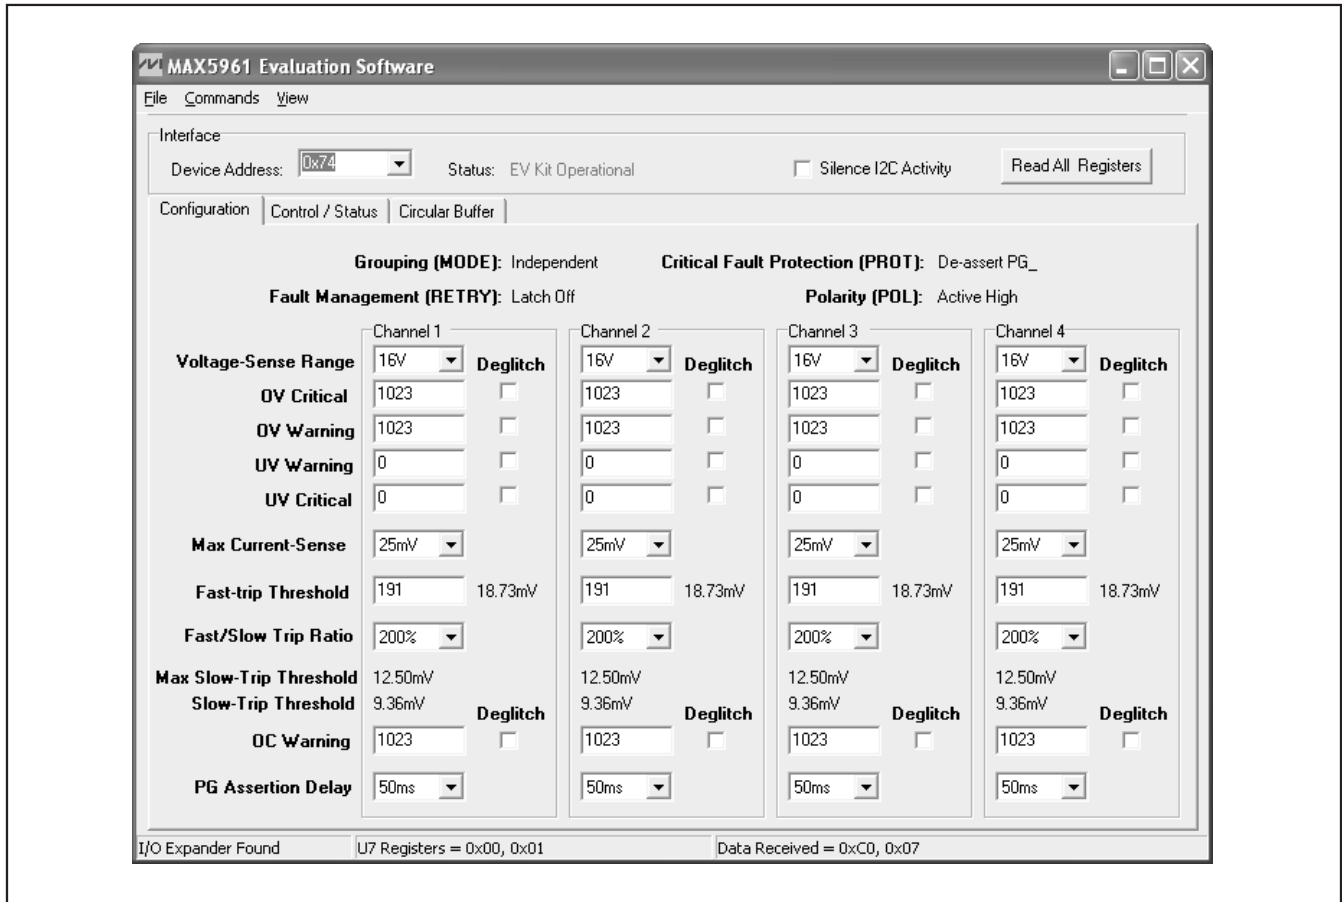 MAX5961 Evaluation Software
File Commands View
Interface
Device Address: 0x74 Status: EV Kit Operational Silence I2C Activity Read All Registers
Configuration Control / Status Circular Buffer
Grouping (MODE): Independent Critical Fault Protection (PROT): De-assert PG_
Fault Management (RETRY): Latch Off Polarity (POL): Active High
Channel 1 Channel 2 Channel 3 Channel 4
Voltage-Sense Range 16V Deglitch 16V Deglitch 16V Deglitch 16V Deglitch
OV Critical 1023 1023 1023 1023
OV Warning 1023 1023 1023 1023
UV Warning 0 0 0 0
UV Critical 0 0 0 0
Max Current-Sense 25mV 25mV 25mV 25mV
Fast-trip Threshold 191 18.73mV 191 18.73mV 191 18.73mV 191 18.73mV
Fast/Slow Trip Ratio 200% 200% 200% 200%
Max Slow-Trip Threshold 12.50mV 12.50mV 12.50mV 12.50mV
Slow-Trip Threshold 9.36mV Deglitch 9.36mV Deglitch 9.36mV Deglitch 9.36mV Deglitch
OC Warning 1023 1023 1023 1023
PG Assertion Delay 50ms 50ms 50ms 50ms
I/O Expander Found U7 Registers = 0x00, 0x01 Data Received = 0xC0, 0x07